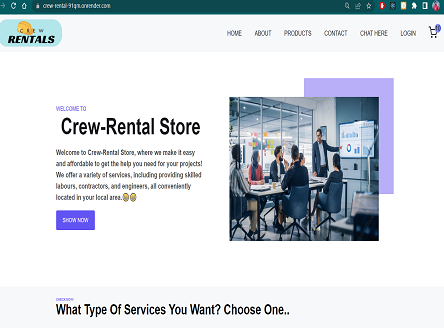 crew-rental-91qm.onrender.com
CREW
RENTALS
HOME ABOUT PRODUCTS CONTACT CHAT HERE LOGIN
WELCOME TO
Crew-Rental Store
Welcome to Crew-Rental Store, where we make it easy
and affordable to get the help you need for your projects!
We offer a variety of services, including providing skilled
labours, contractors, and engineers, all conveniently
located in your local area.
SHOW NOW
What Type Of Services You Want? Choose One..